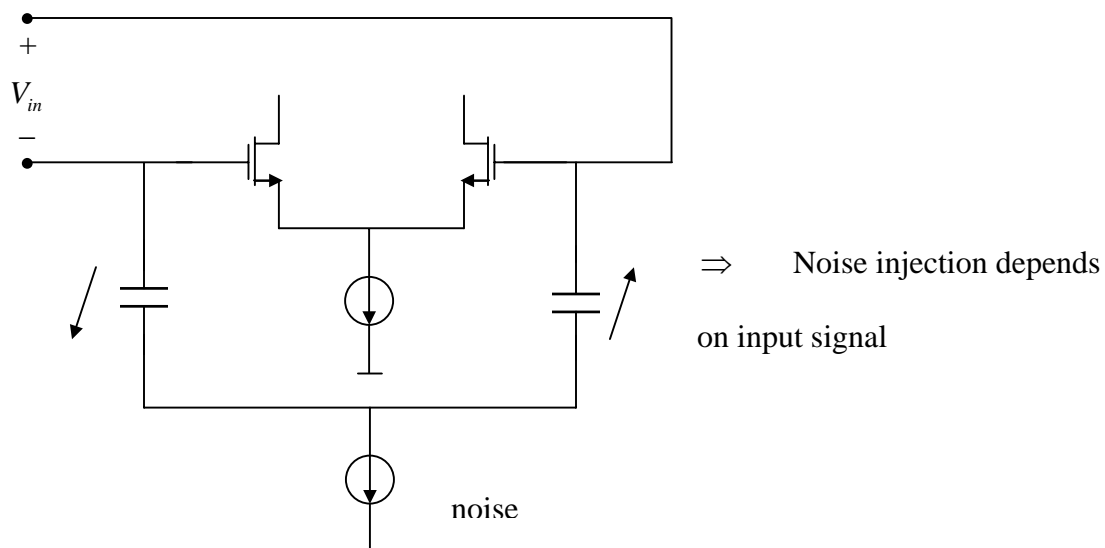 +
V_in
−
⇒ Noise injection depends
on input signal
noise